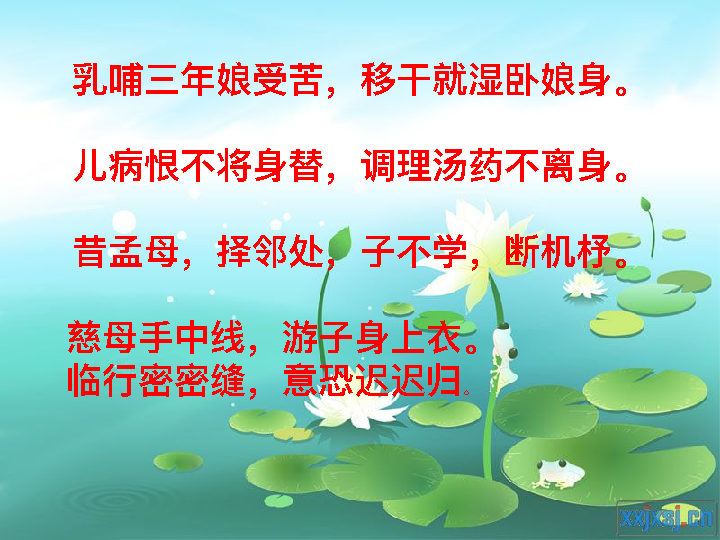 乳哺三年娘受苦，移干就湿卧娘身。
儿病恨不将身替，调理汤药不离身。
昔孟母，择邻处，子不学，断机杼。
慈母手中线，游子身上衣。
临行密密缝，意恐迟迟归。
xxjxsj.cn